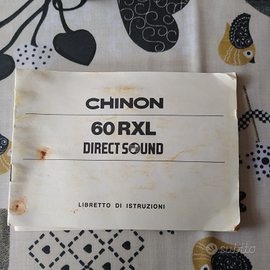 CHINON
60 RXL
DIRECT SOUND
LIBRETTO DI ISTRUZIONI
subito